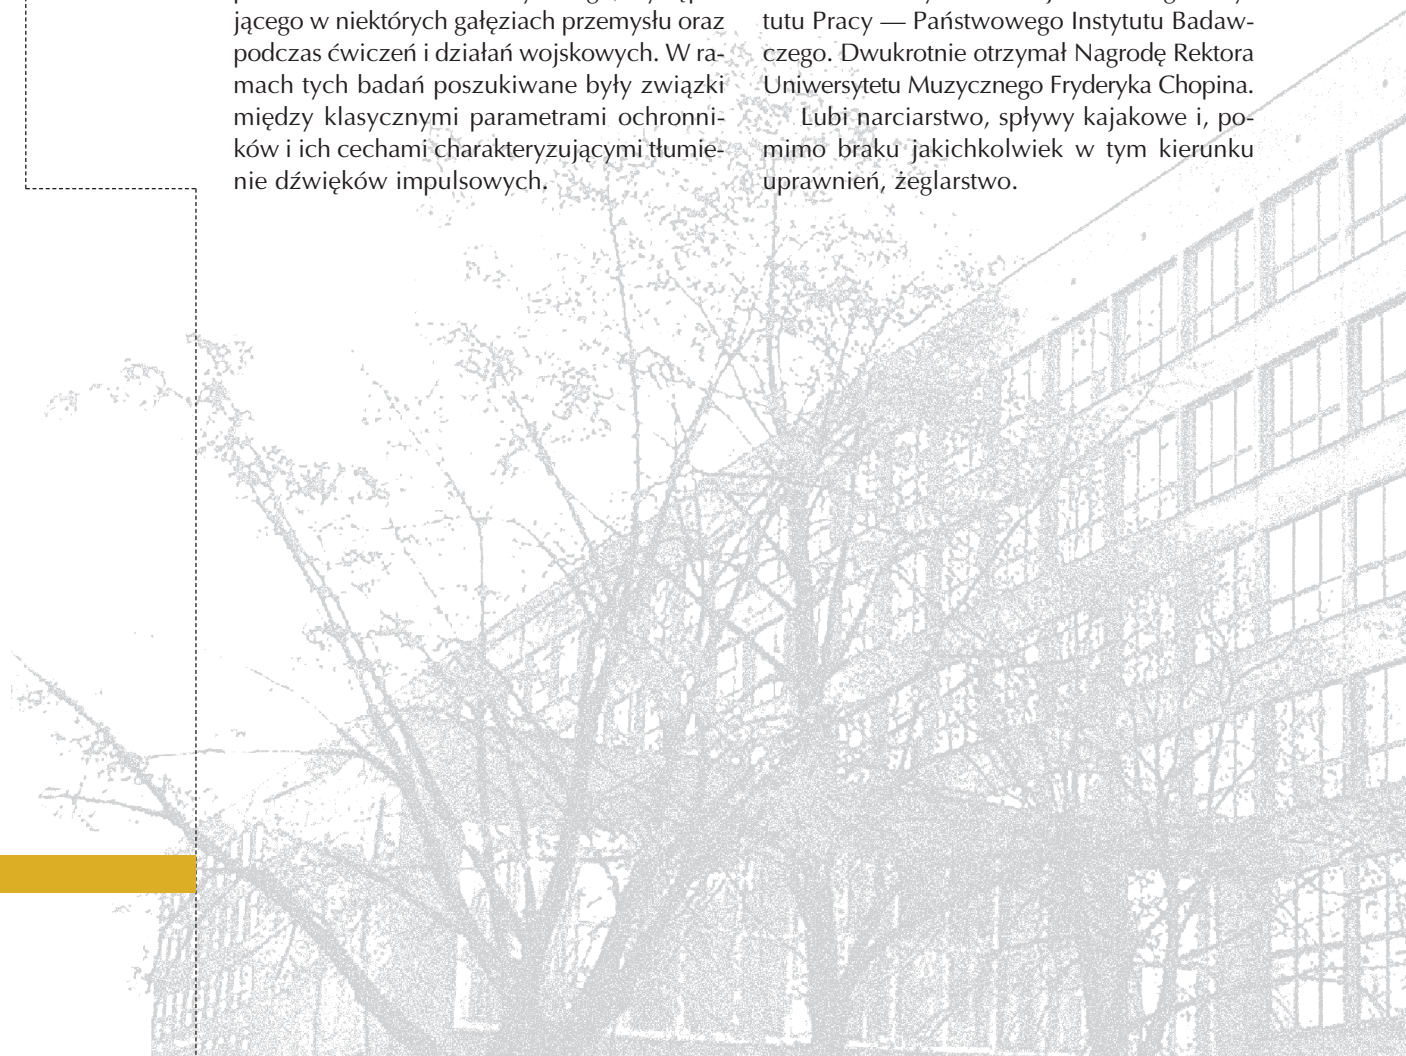 jącego w niektórych gałęziach przemysłu oraz
podczas ćwiczeń i działań wojskowych. W ra-
mach tych badań poszukiwane były związki
między klasycznymi parametrami ochronni-
ków i ich cechami charakteryzującymi tłumie-
nie dźwięków impulsowych.
tutu Pracy — Państwowego Instytutu Badaw-
czego. Dwukrotnie otrzymał Nagrodę Rektora
Uniwersytetu Muzycznego Fryderyka Chopina.
Lubi narciarstwo, spływy kajakowe i, po-
mimo braku jakichkolwiek w tym kierunku
uprawnień, żeglarstwo.